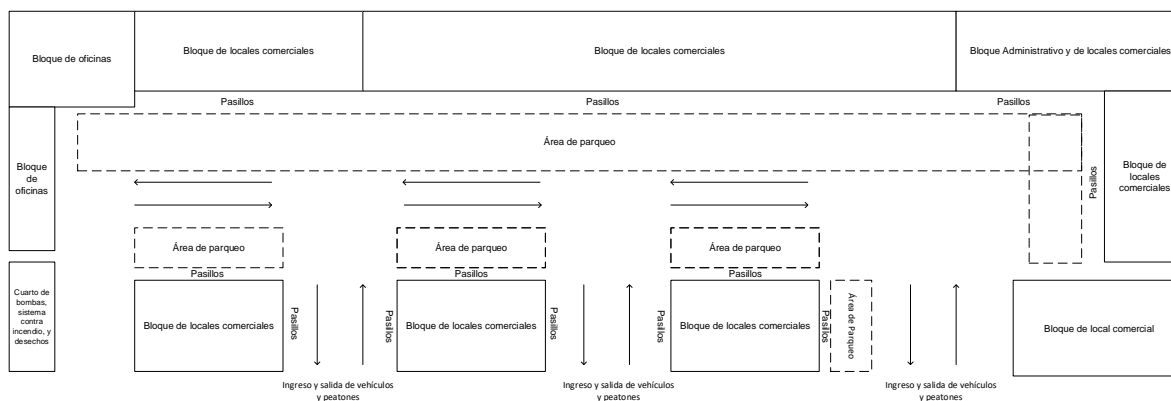 Bloque de oficinas
Bloque de locales comerciales
Bloque de locales comerciales
Bloque Administrativo y de locales comerciales
Pasillos
Pasillos
Pasillos
Área de parqueo
Bloque
de
oficinas
Pasillos
Bloque de
locales
comerciales
Área de parqueo
Área de parqueo
Área de parqueo
Pasillos
Pasillos
Pasillos
Cuarto de
bombas,
sistema
contra
incendio, y
desechos
Bloque de locales comerciales
Pasillos
Pasillos
Bloque de locales comerciales
Pasillos
Pasillos
Bloque de locales comerciales
Pasillos
Área de Parqueo
Bloque de local comercial
Ingreso y salida de vehículos
y peatones
Ingreso y salida de vehículos
y peatones
Ingreso y salida de vehículos
y peatones